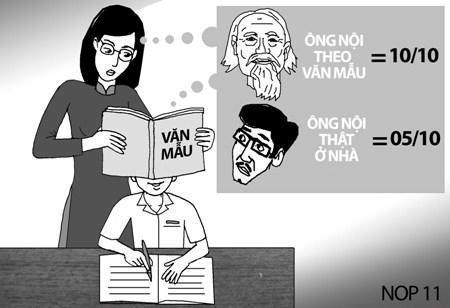 ÔNG NỘI
THEO
VĂN MẪU
= 10/10
ÔNG NỘI
THẬT
Ở NHÀ
= 05/10
VĂN
MẪU
NOP 11